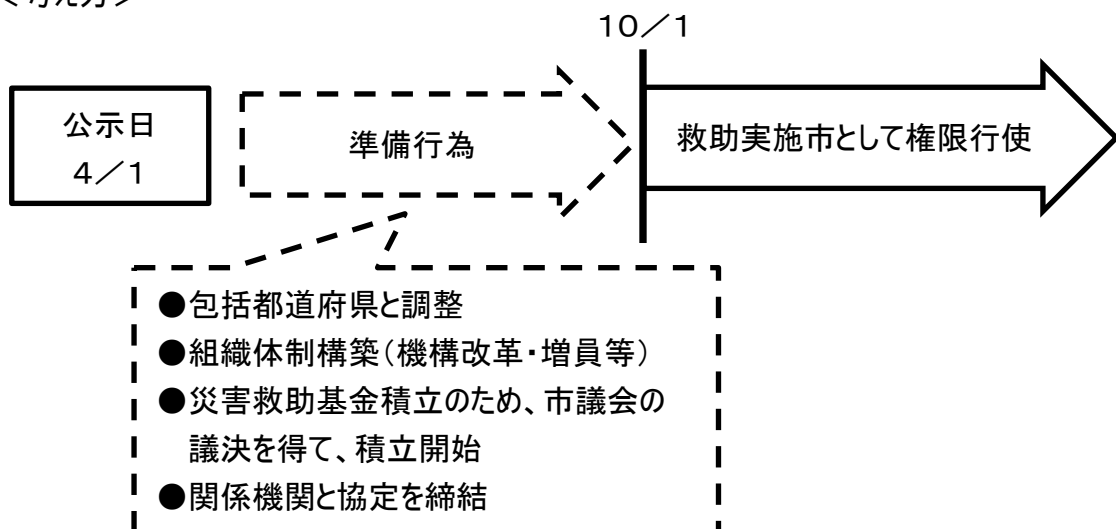 10/1
公示日
4/1
準備行為
救助実施市として権限行使
●包括都道府県と調整
●組織体制構築(機構改革・増員等)
●災害救助基金積立のため、市議会の
議決を得て、積立開始
●関係機関と協定を締結